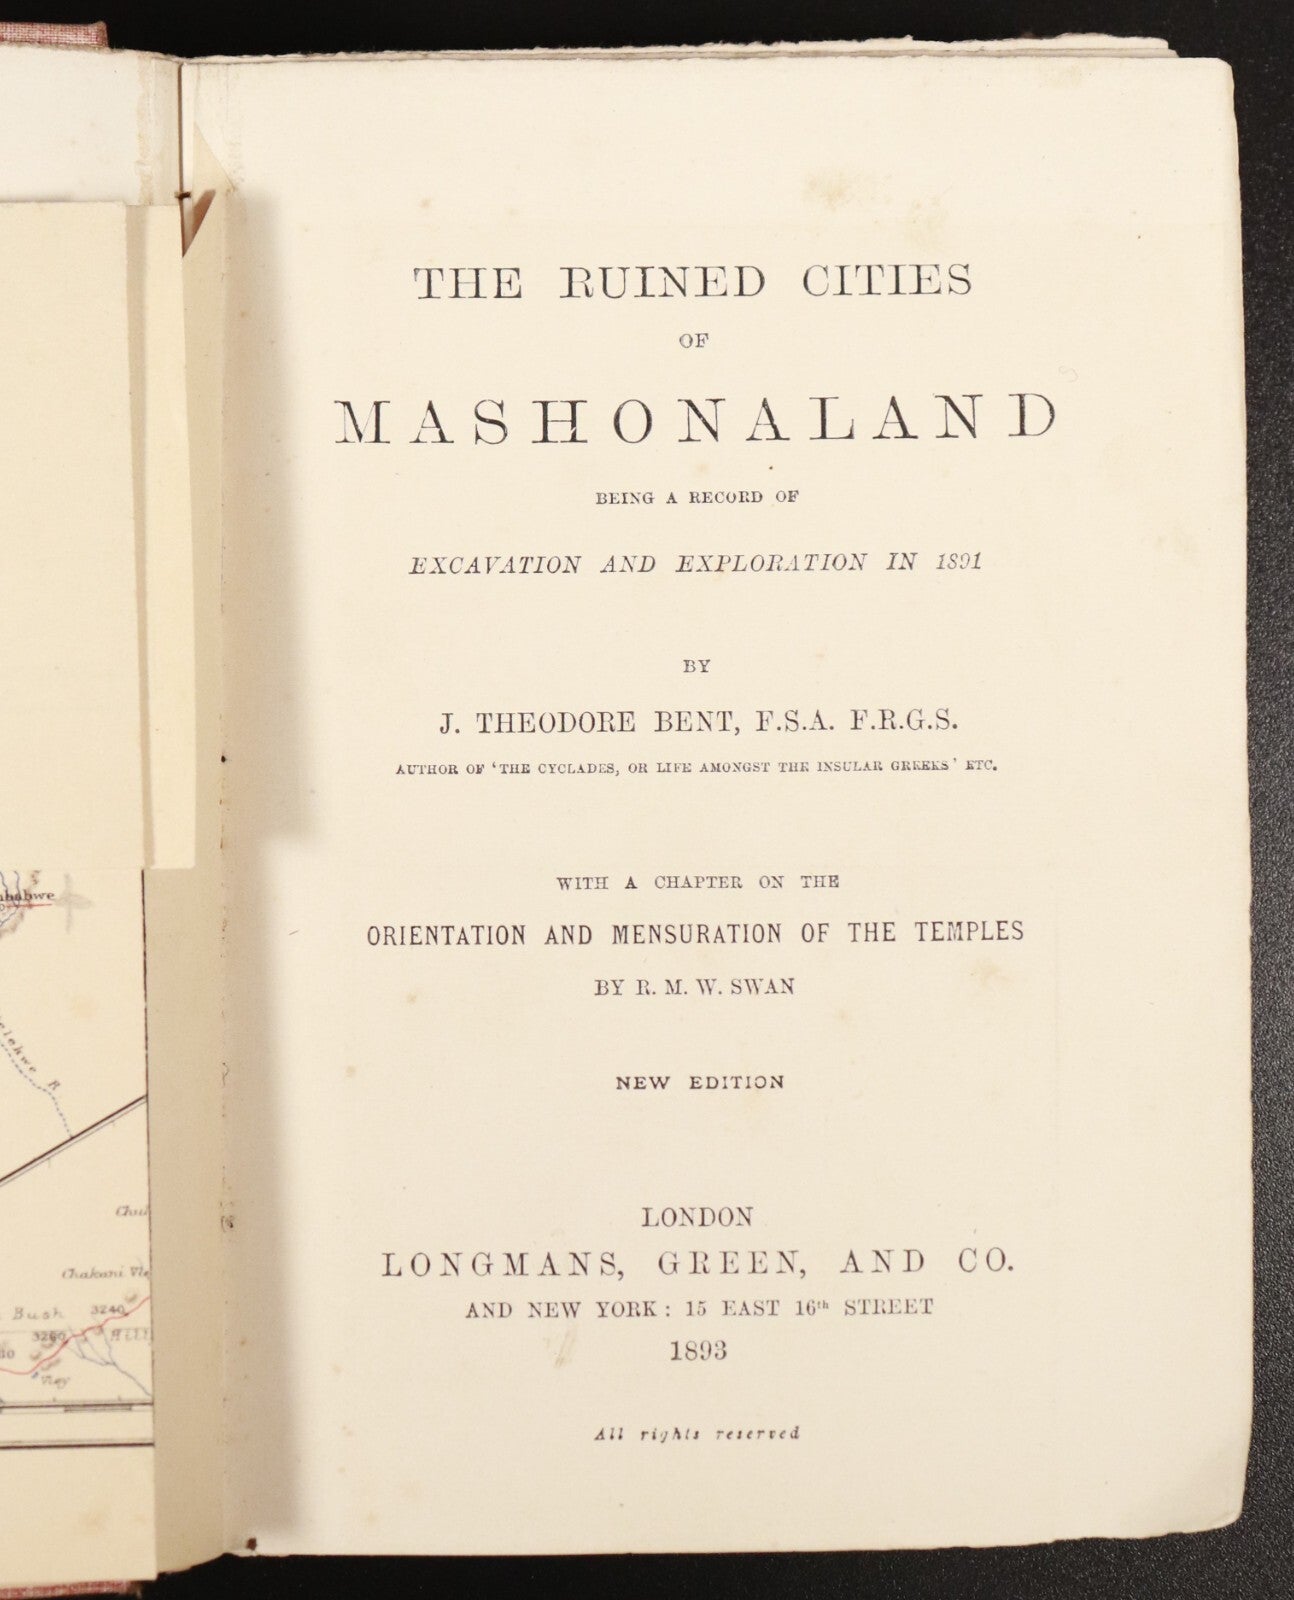 THE RUINED CITIES
OF
MASHONALAND
BEING A RECORD OF
EXCAVATION AND EXPLORATION IN 1891
BY
J. THEODORE BENT, F.S.A. F.R.G.S.
AUTHOR OF 'THE CYCLADES, OR LIFE AMONGST THE INSULAR GREEKS' ETC.
WITH A CHAPTER ON THE
ORIENTATION AND MENSURATION OF THE TEMPLES
BY R. M. W. SWAN
NEW EDITION
LONDON
LONGMANS, GREEN, AND CO.
AND NEW YORK : 15 EAST 16th STREET
1893
All rights reserved
R
Chakani
Bush 3240
3260